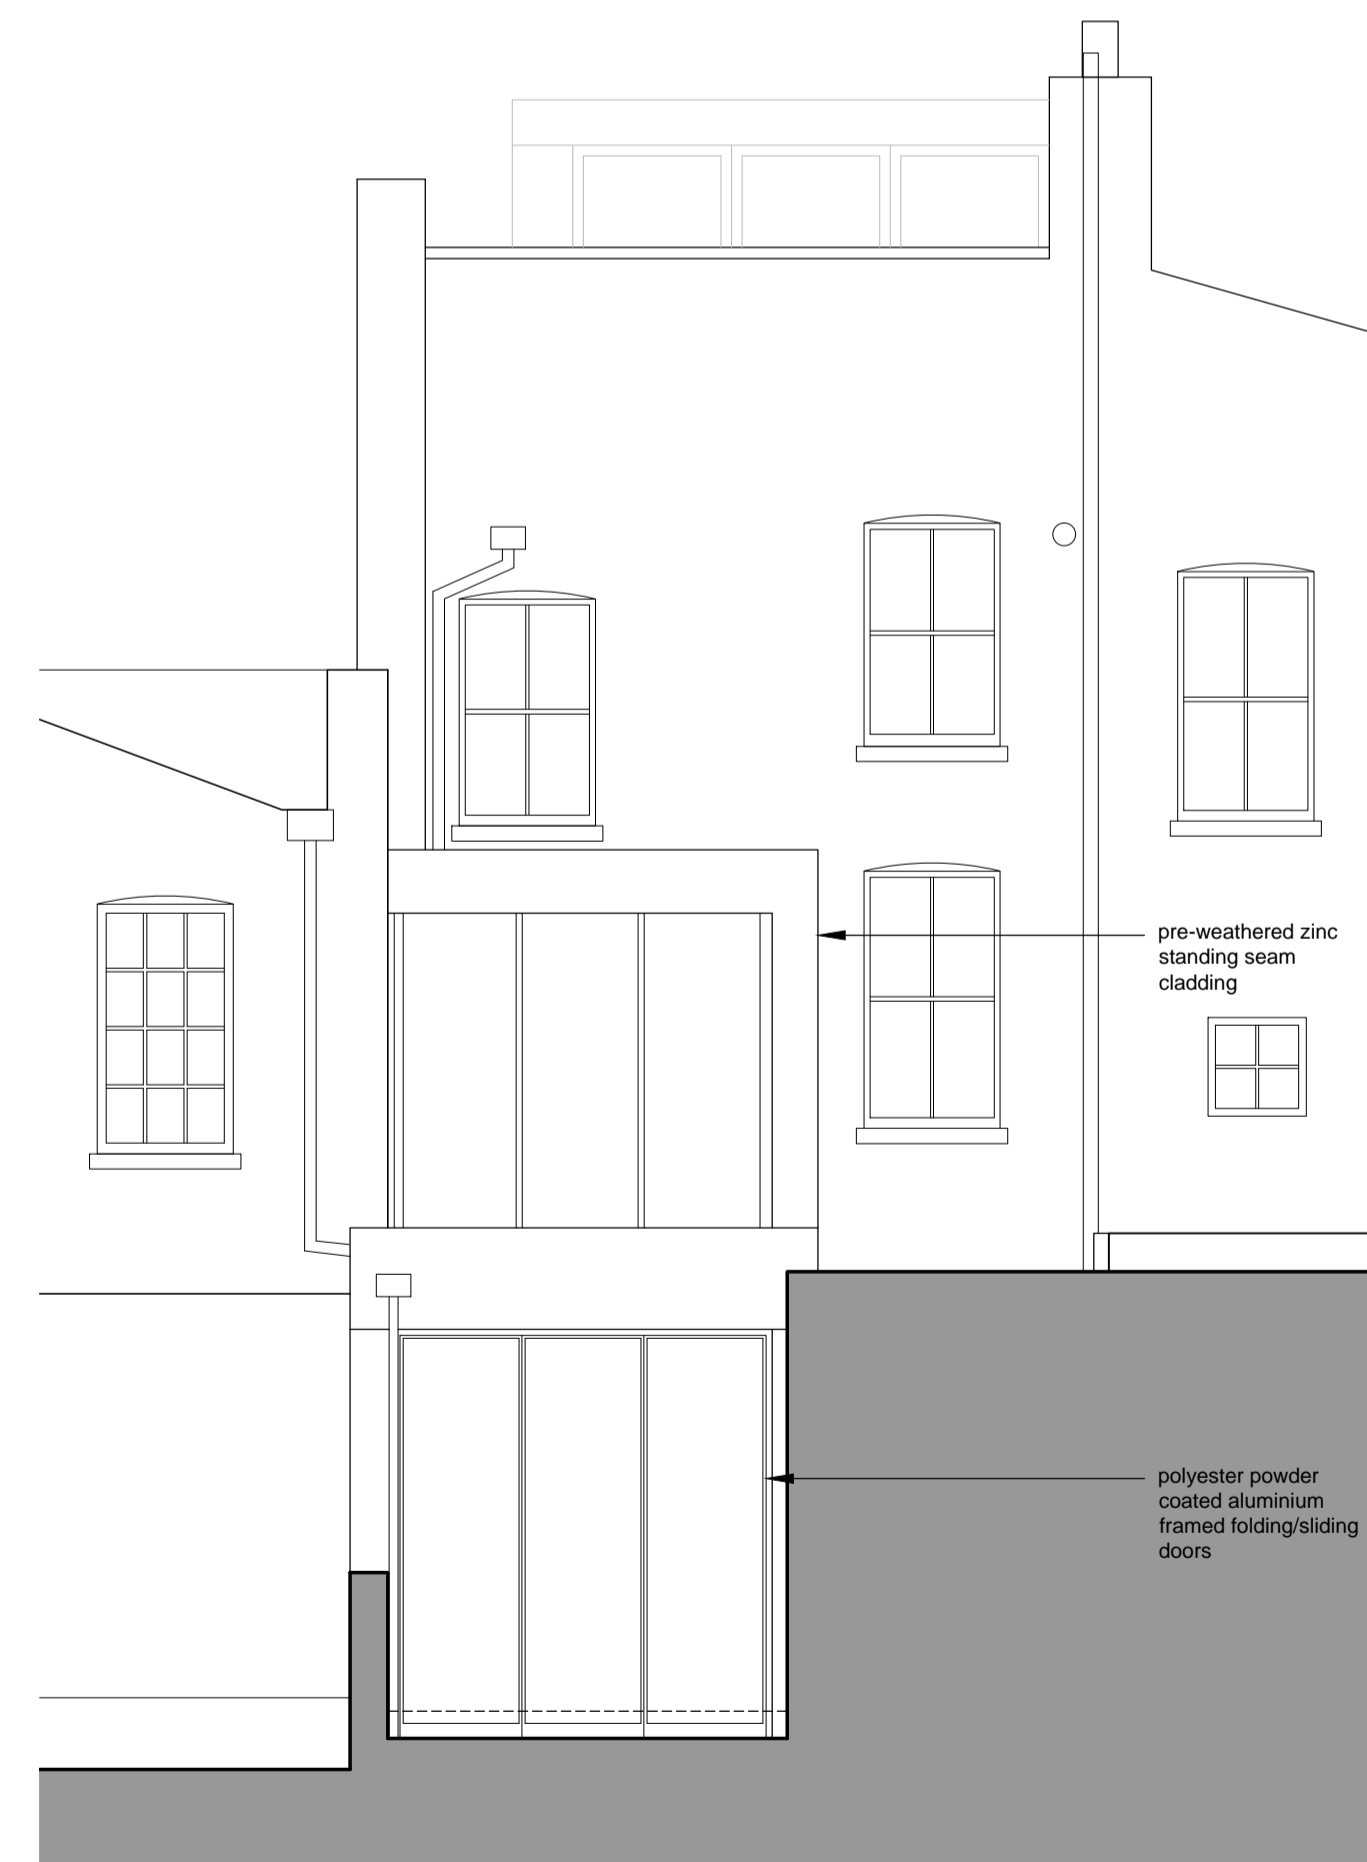 pre-weathered zinc
standing seam
cladding
polyester powder
coated aluminium
framed folding/sliding
doors